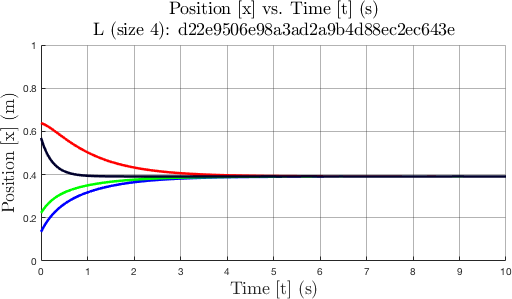 Position [x] vs. Time [t] (s)
L (size 4): d22e9506e98a3ad2a9b4d88ec2ec643e
1
0.8
0.6
0.4
0.2
0
Position [x] (m)
0 1 2 3 4 5 6 7 8 9 10
Time [t] (s)